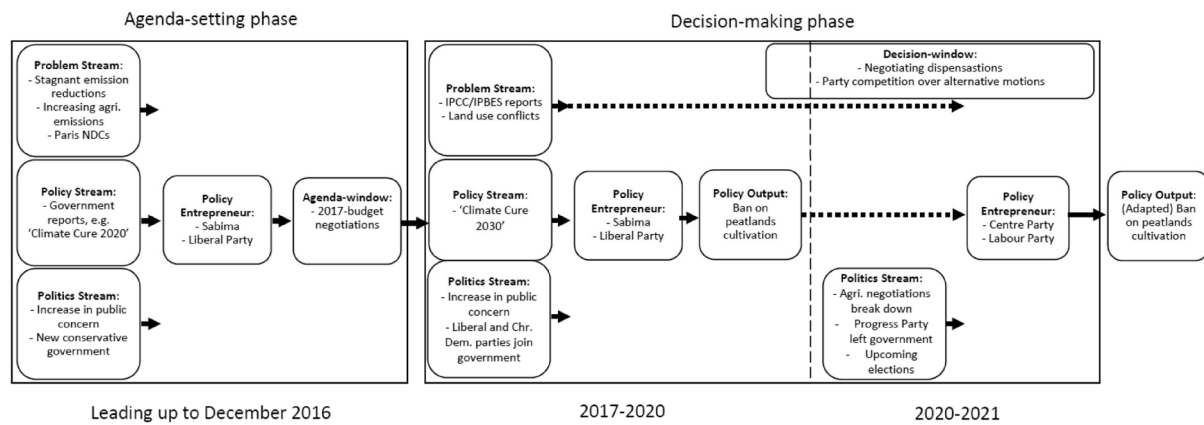 Agenda-setting phase
Problem Stream:
- Stagnant emission
reductions
- Increasing agri.
emissions
- Paris NDCs
Policy Stream:
- Government
reports, e.g.
‘Climate Cure 2020’
Politics Stream:
- Increase in public
concern
- New conservative
government
Policy
Entrepreneur:
- Sabima
- Liberal Party
Agenda-window:
- 2017-budget
negotiations
Leading up to December 2016
Decision-making phase
Problem Stream:
- IPCC/IPBES reports
- Land use conflicts
Policy Stream:
- ‘Climate Cure
2030’
Politics Stream:
- Increase in public
concern
- Liberal and Chr.
Dem. parties join
government
Policy
Entrepreneur:
- Sabima
- Liberal Party
Policy Output:
Ban on
peatlands
cultivation
2017-2020
Decision-window:
- Negotiating dispensastions
- Party competition over alternative motions
Politics Stream:
- Agri. negotiations
break down
- Progress Party
left government
- Upcoming
elections
Policy
Entrepreneur:
- Centre Party
- Labour Party
Policy Output:
(Adapted) Ban
on peatlands
cultivation
2020-2021